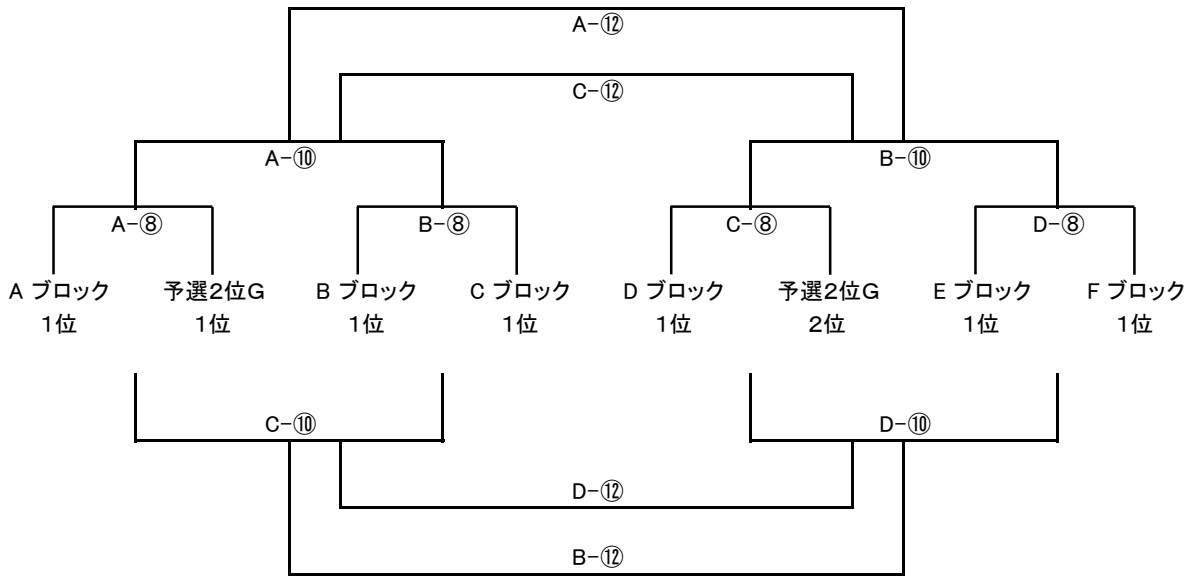 A-⑫
C-⑫
A-⑩
B-⑩
A-⑧
B-⑧
C-⑧
D-⑧
A ブロック
1位
予選2位G
1位
B ブロック
1位
C ブロック
1位
D ブロック
1位
予選2位G
2位
E ブロック
1位
F ブロック
1位
C-⑩
D-⑩
D-⑫
B-⑫